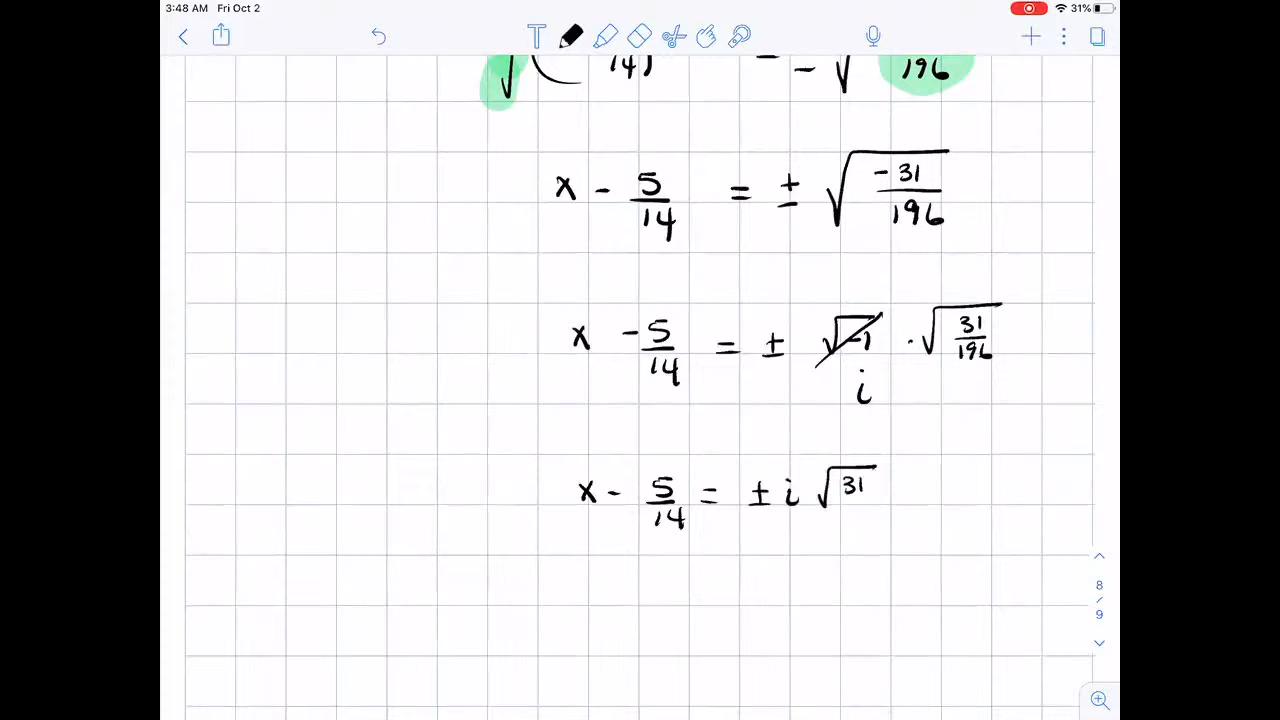 3:48 AM Fri Oct 2 31%
T
√( 14) = - √ 196
x - 5/14 = ± √(-31/196)
x - 5/14 = ± √-1 · √(31/196)
i
x - 5/14 = ± i √31
8
/
9